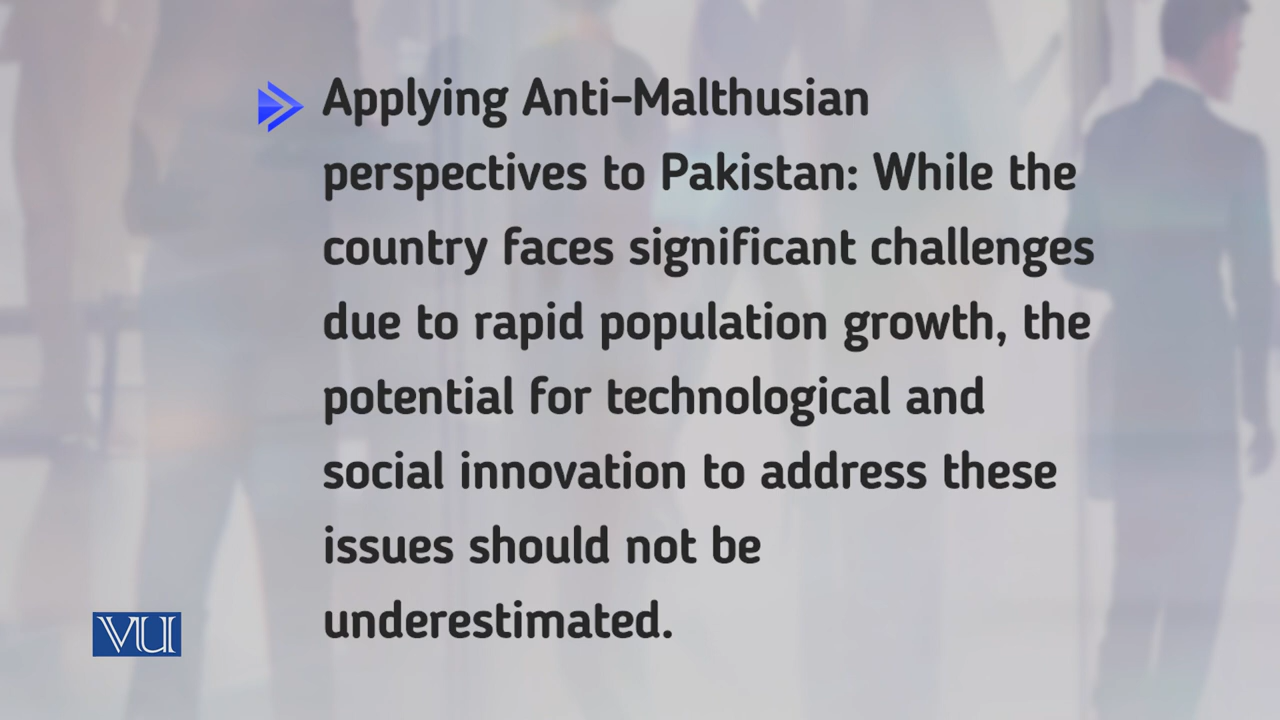 Applying Anti-Malthusian
perspectives to Pakistan: While the
country faces significant challenges
due to rapid population growth, the
potential for technological and
social innovation to address these
issues should not be
underestimated.
VU